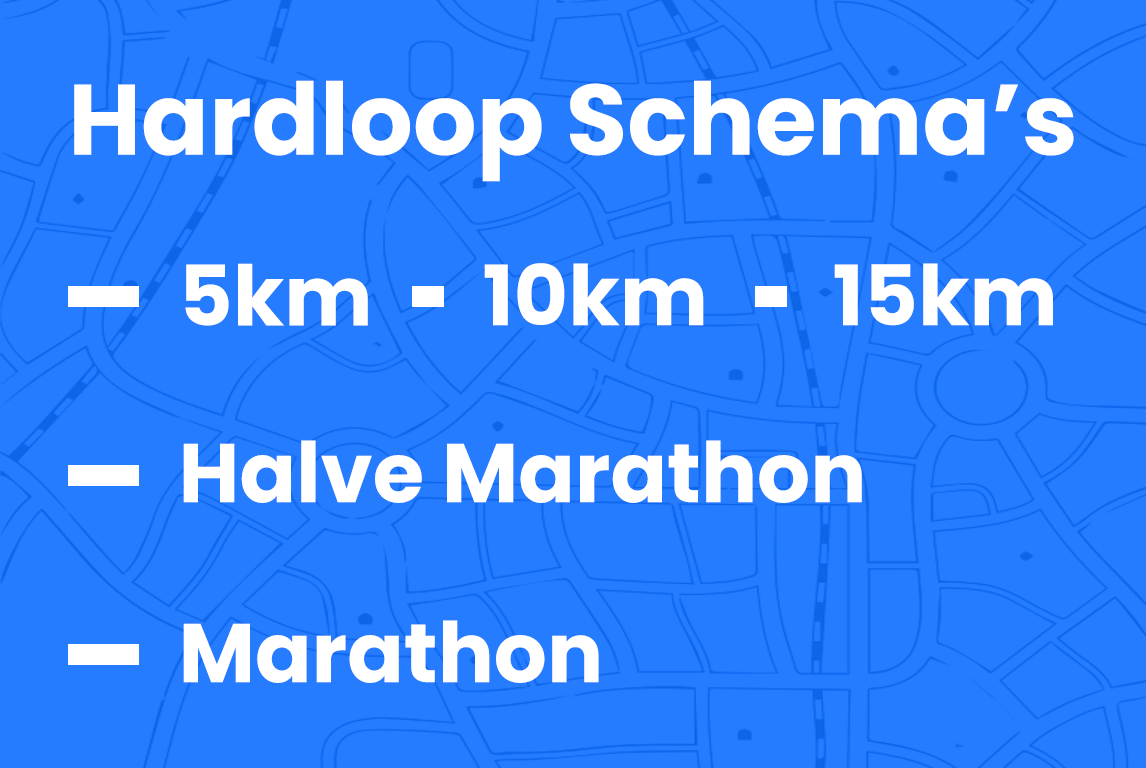 Hardloop Schema’s
– 5km - 10km - 15km
– Halve Marathon
– Marathon